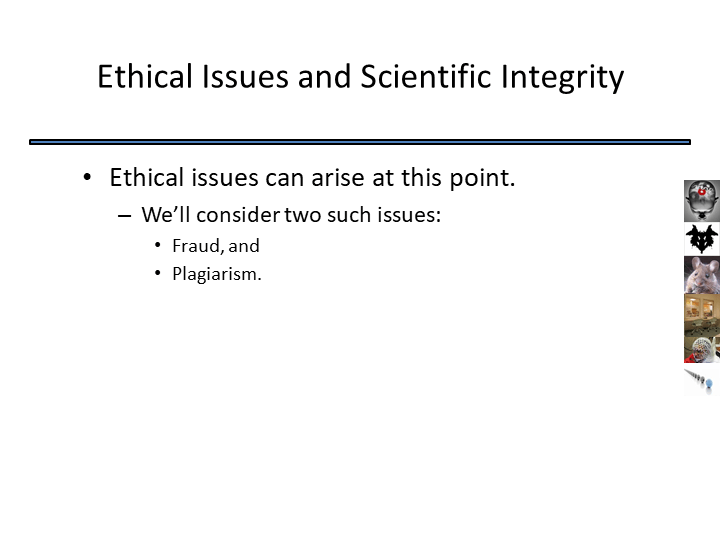 Ethical Issues and Scientific Integrity
• Ethical issues can arise at this point.
– We’ll consider two such issues:
• Fraud, and
• Plagiarism.